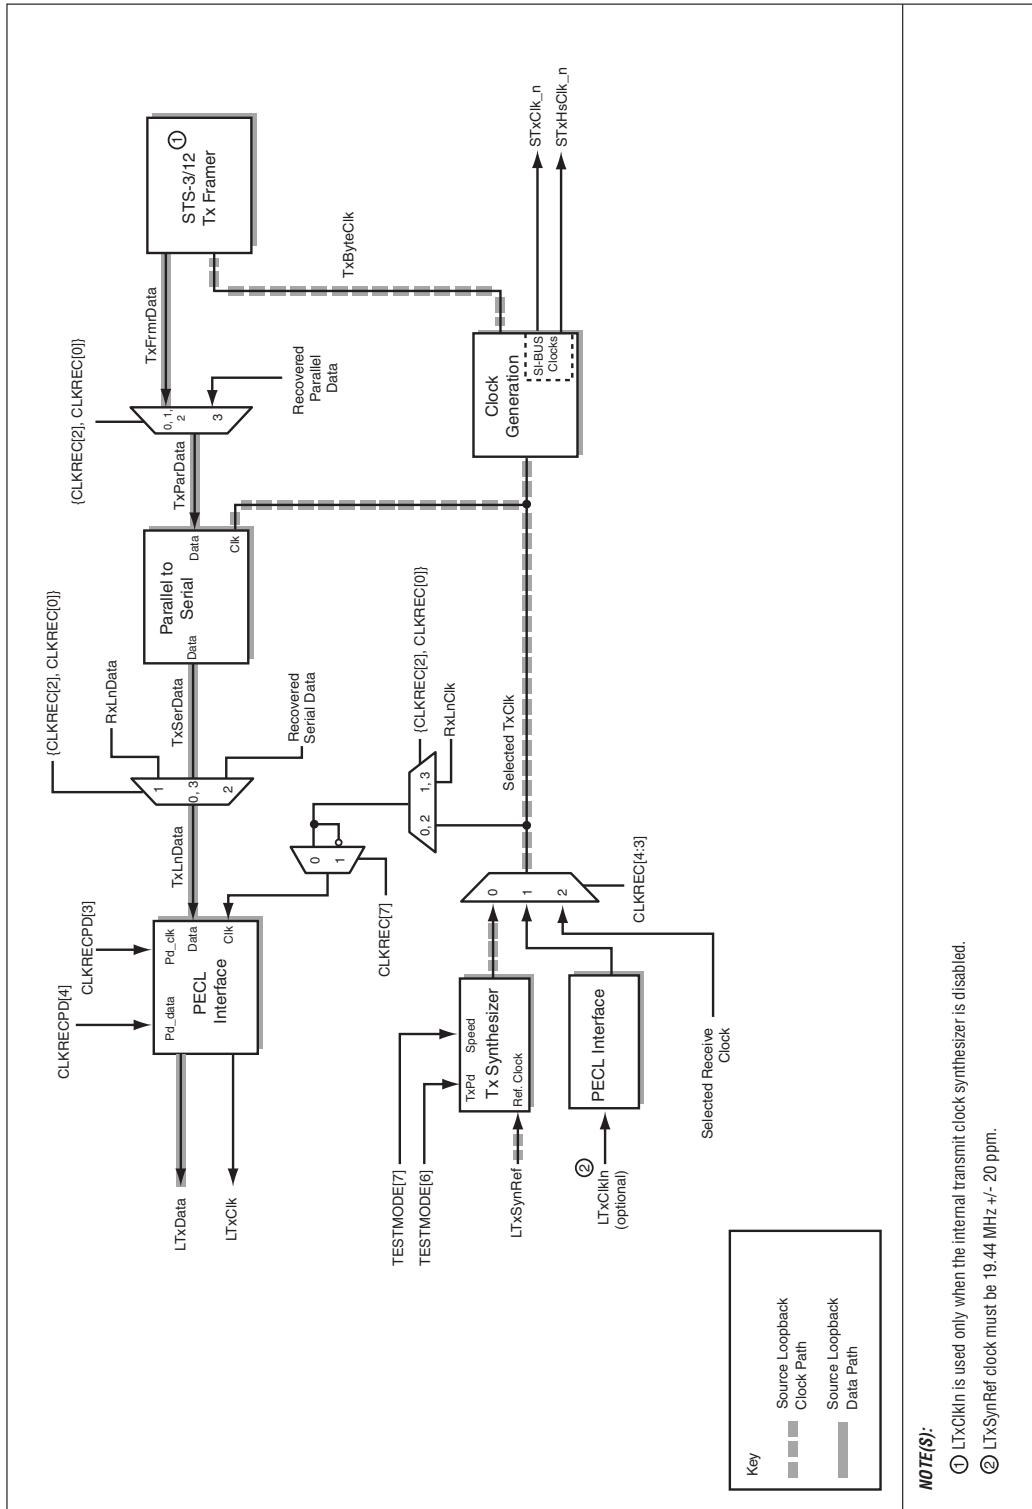 STS-3/12
Tx Framer
①
TxFrmrData
TxByteClk
STxClk_n
STxHsClk_n
{CLKREC[2], CLKREC[0]}
0, 1,
2
3
Recovered
Parallel
Data
Clock
Generation
SI-BUS
Clocks
TxParData
Parallel to
Serial
Data
Clk
Data
{CLKREC[2], CLKREC[0]}
RxLnData
TxSerData
Recovered
Serial Data
1
0, 3
2
{CLKREC[2], CLKREC[0]}
RxLnClk
1, 3
0, 2
Selected TxClk
0
1
CLKREC[7]
TxLnData
CLKRECPD[4]
CLKRECPD[3]
Pd_data
Pd_clk
PECL
Interface
Data
Clk
LTxData
LTxClk
0
1
2
CLKREC[4:3]
TESTMODE[7]
TESTMODE[6]
TxPd
Speed
Tx Synthesizer
Ref. Clock
LTxSynRef
PECL Interface
②
LTxClkIn
(optional)
Selected Receive
Clock
Key
Source Loopback
Clock Path
Source Loopback
Data Path
NOTE(S):
① LTxClkIn is used only when the internal transmit clock synthesizer is disabled.
② LTxSynRef clock must be 19.44 MHz +/- 20 ppm.